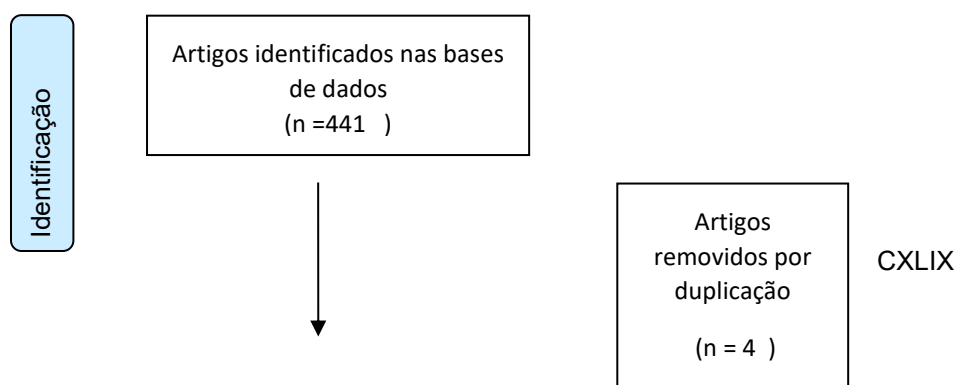 Identificação
Artigos identificados nas bases
de dados
(n =441   )
Artigos
removidos por
duplicação
(n = 4  )
CXLIX